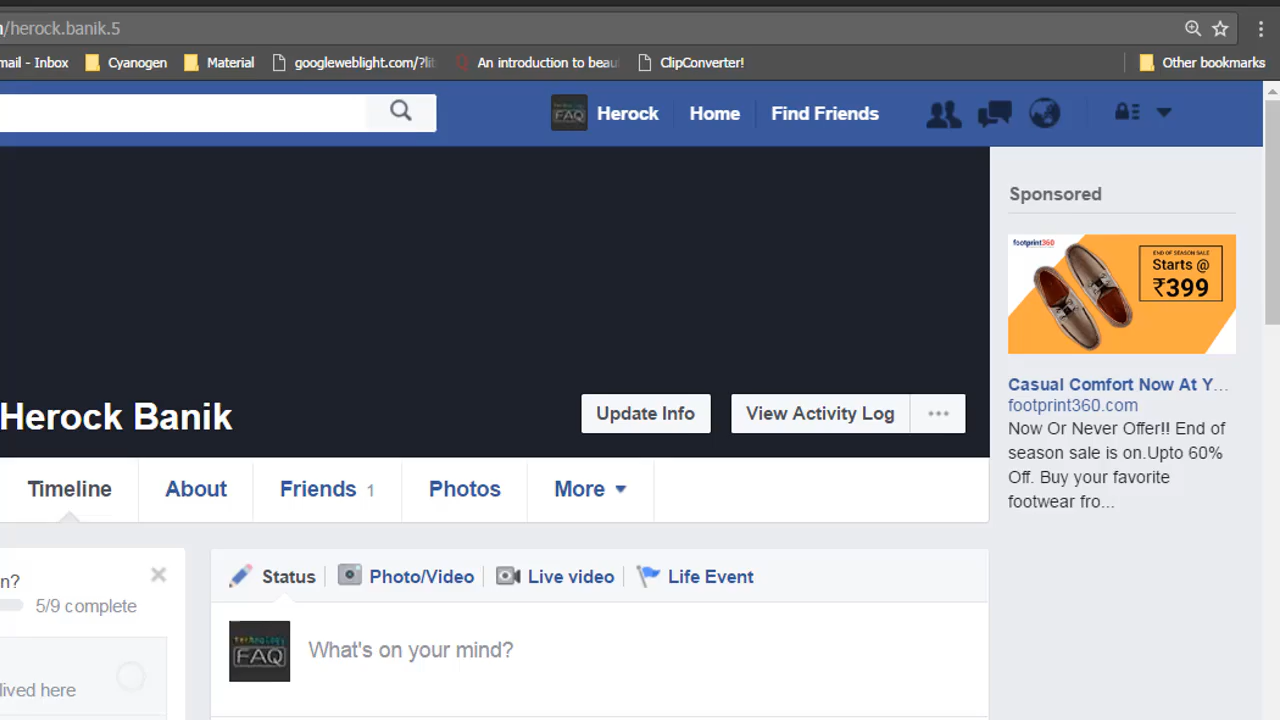 /herock.banik.5
mail - Inbox
Cyanogen
Material
googleweblight.com/?lit
An introduction to beau
ClipConverter!
Other bookmarks
FAQ
Herock
Home
Find Friends
Sponsored
footprint360
END OF SEASON SALE
Starts @
₹399
Casual Comfort Now At Y...
footprint360.com
Now Or Never Offer!! End of
season sale is on.Upto 60%
Off. Buy your favorite
footwear fro...
Herock Banik
Update Info
View Activity Log
Timeline
About
Friends 1
Photos
More
n?
5/9 complete
lived here
Status
Photo/Video
Live video
Life Event
Technology
FAQ
What's on your mind?